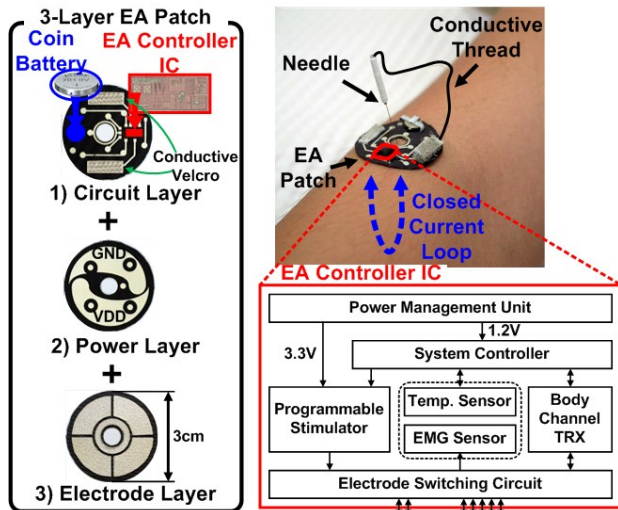 3-Layer EA Patch
Coin
Battery
EA Controller
IC
Conductive
Velcro
1) Circuit Layer
+
GND
VDD
2) Power Layer
+
3cm
3) Electrode Layer
Conductive
Thread
Needle
EA
Patch
Closed
Current
Loop
EA Controller IC
Power Management Unit
1.2V
3.3V
System Controller
Programmable
Stimulator
Temp. Sensor
EMG Sensor
Body
Channel
TRX
Electrode Switching Circuit